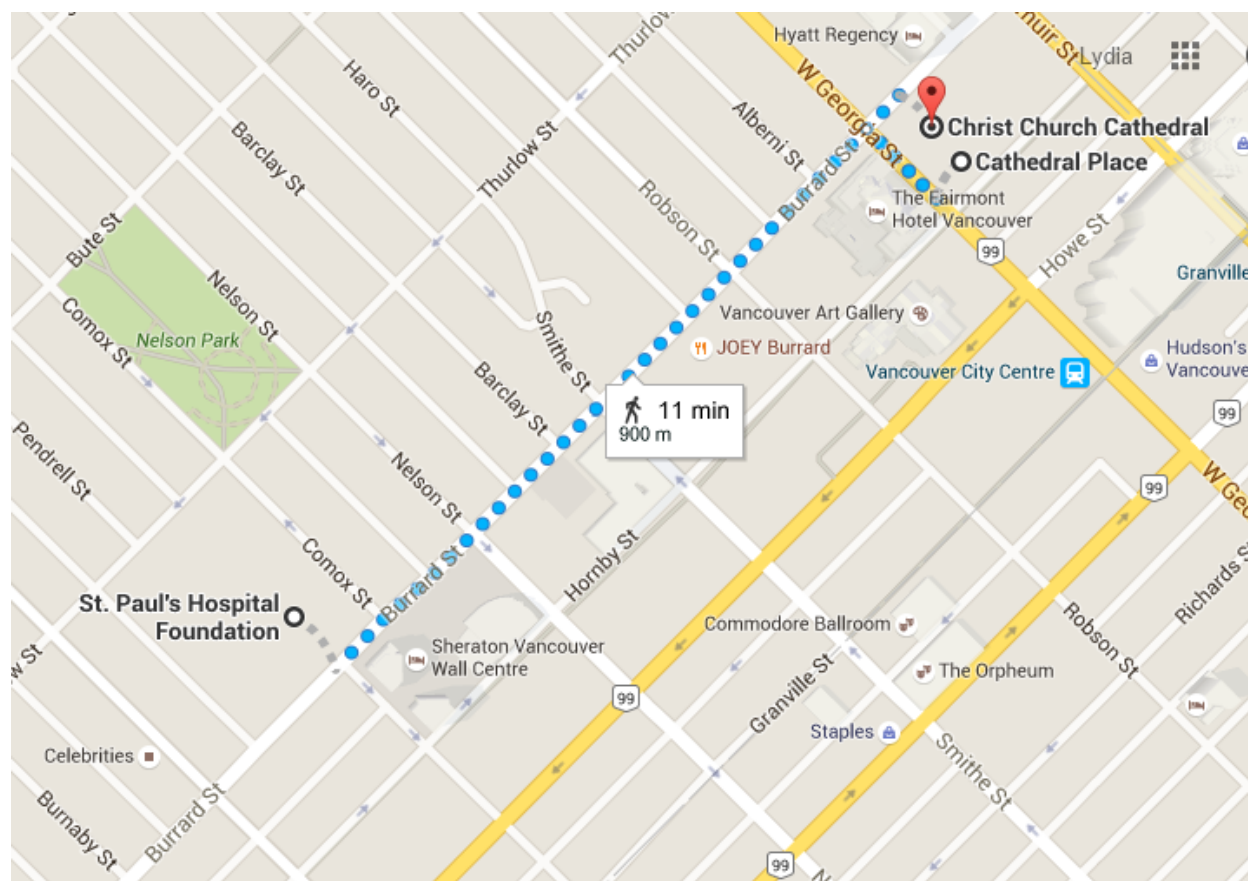 Thurlow
Hyatt Regency
muir St
Lydia
Haro St
W Georgia St
Alberni St
Barclay St
Thurlow St
Christ Church Cathedral
Cathedral Place
Burrard St
The Fairmont
Hotel Vancouver
Robson St
Howe St
Bute St
99
Granville
Nelson St
Comox St
Nelson Park
Vancouver Art Gallery
Smithe St
JOEY Burrard
Hudson's
Vancouve
Vancouver City Centre
Barclay St
11 min
900 m
99
Pendrell St
Nelson St
W Geo
99
Comox St
Hornby St
Burrard St
Richards S
St. Paul's Hospital
Foundation
Commodore Ballroom
Robson St
Sheraton Vancouver
Wall Centre
w St
The Orpheum
Granville St
99
Staples
Celebrities
Smithe St
Burnaby St
Burrard St
99